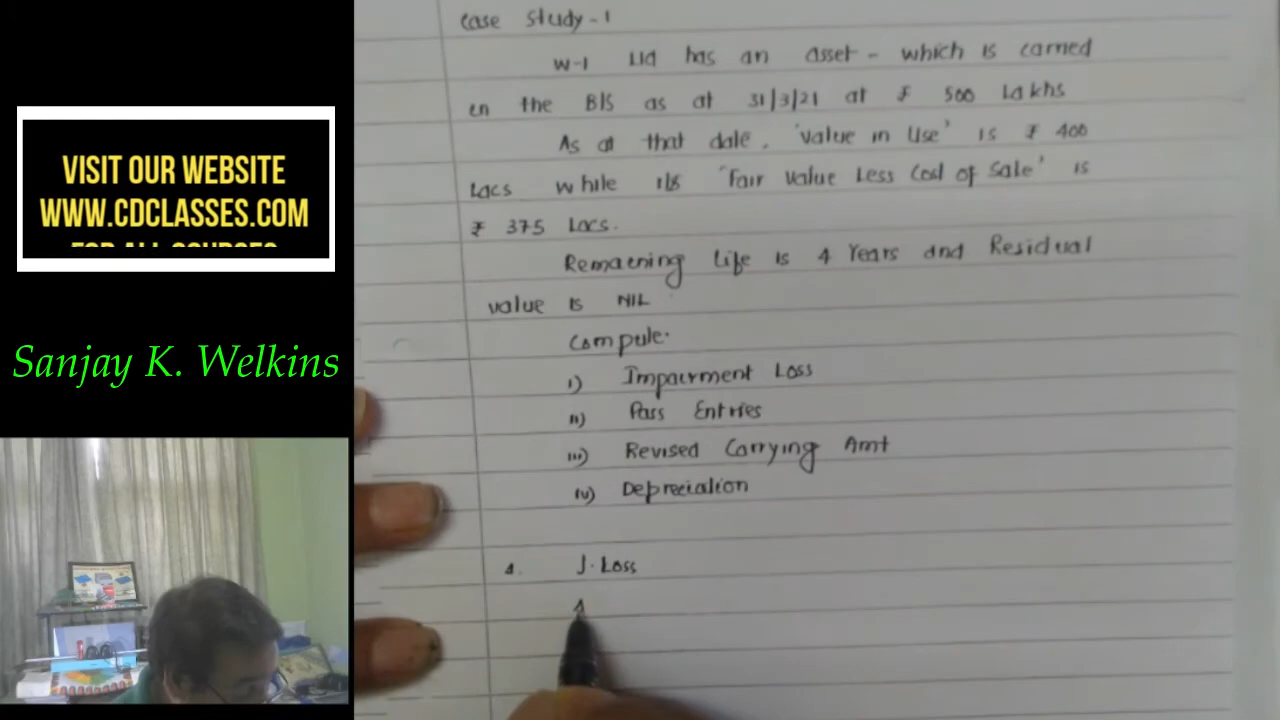 VISIT OUR WEBSITE
WWW.CDCLASSES.COM
FOR ALL COURSES
Sanjay K. Welkins
Case Study-1
W-1 Ltd has an asset - which is carried
in the B/S as at 31/3/21 at ₹ 500 Lakhs
As at that date, 'Value in Use' is ₹ 400
Lacs while its 'Fair Value Less Cost of Sale' is
₹ 375 Lacs.
Remaining Life is 4 Years and Residual
value is NIL
Compute.
i) Impairment Loss
ii) Pass Entries
iii) Revised Carrying Amt
iv) Depreciation
1. I. Loss